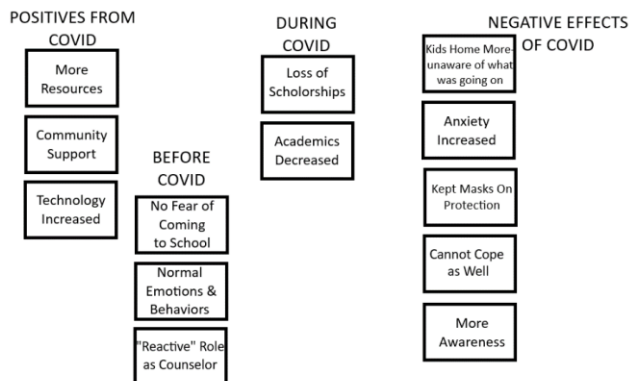 POSITIVES FROM
COVID
More
Resources
Community
Support
Technology
Increased
BEFORE
COVID
No Fear of
Coming
to School
Normal
Emotions &
Behaviors
"Reactive" Role
as Counselor
DURING
COVID
Loss of
Scholorships
Academics
Decreased
NEGATIVE EFFECTS
OF COVID
Kids Home More-
unaware of what
was going on
Anxiety
Increased
Kept Masks On
Protection
Cannot Cope
as Well
More
Awareness